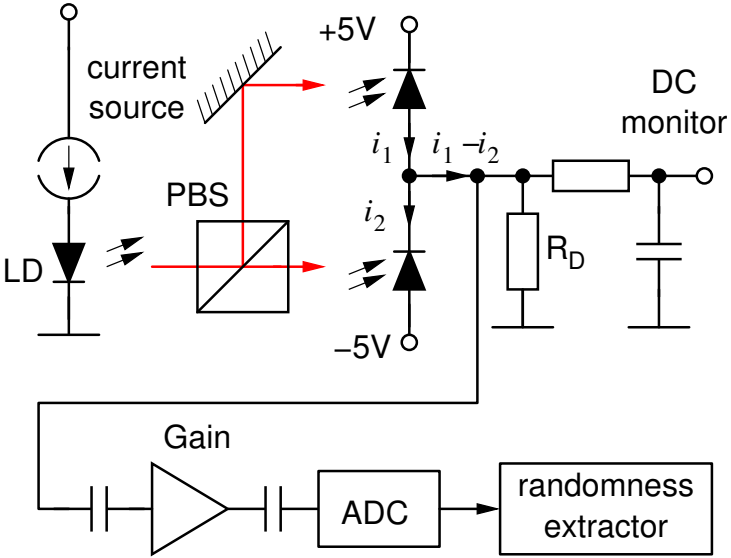 +5V
current
source
DC
monitor
i1
i1 –i2
PBS
i2
LD
RD
–5V
Gain
ADC
randomness
extractor